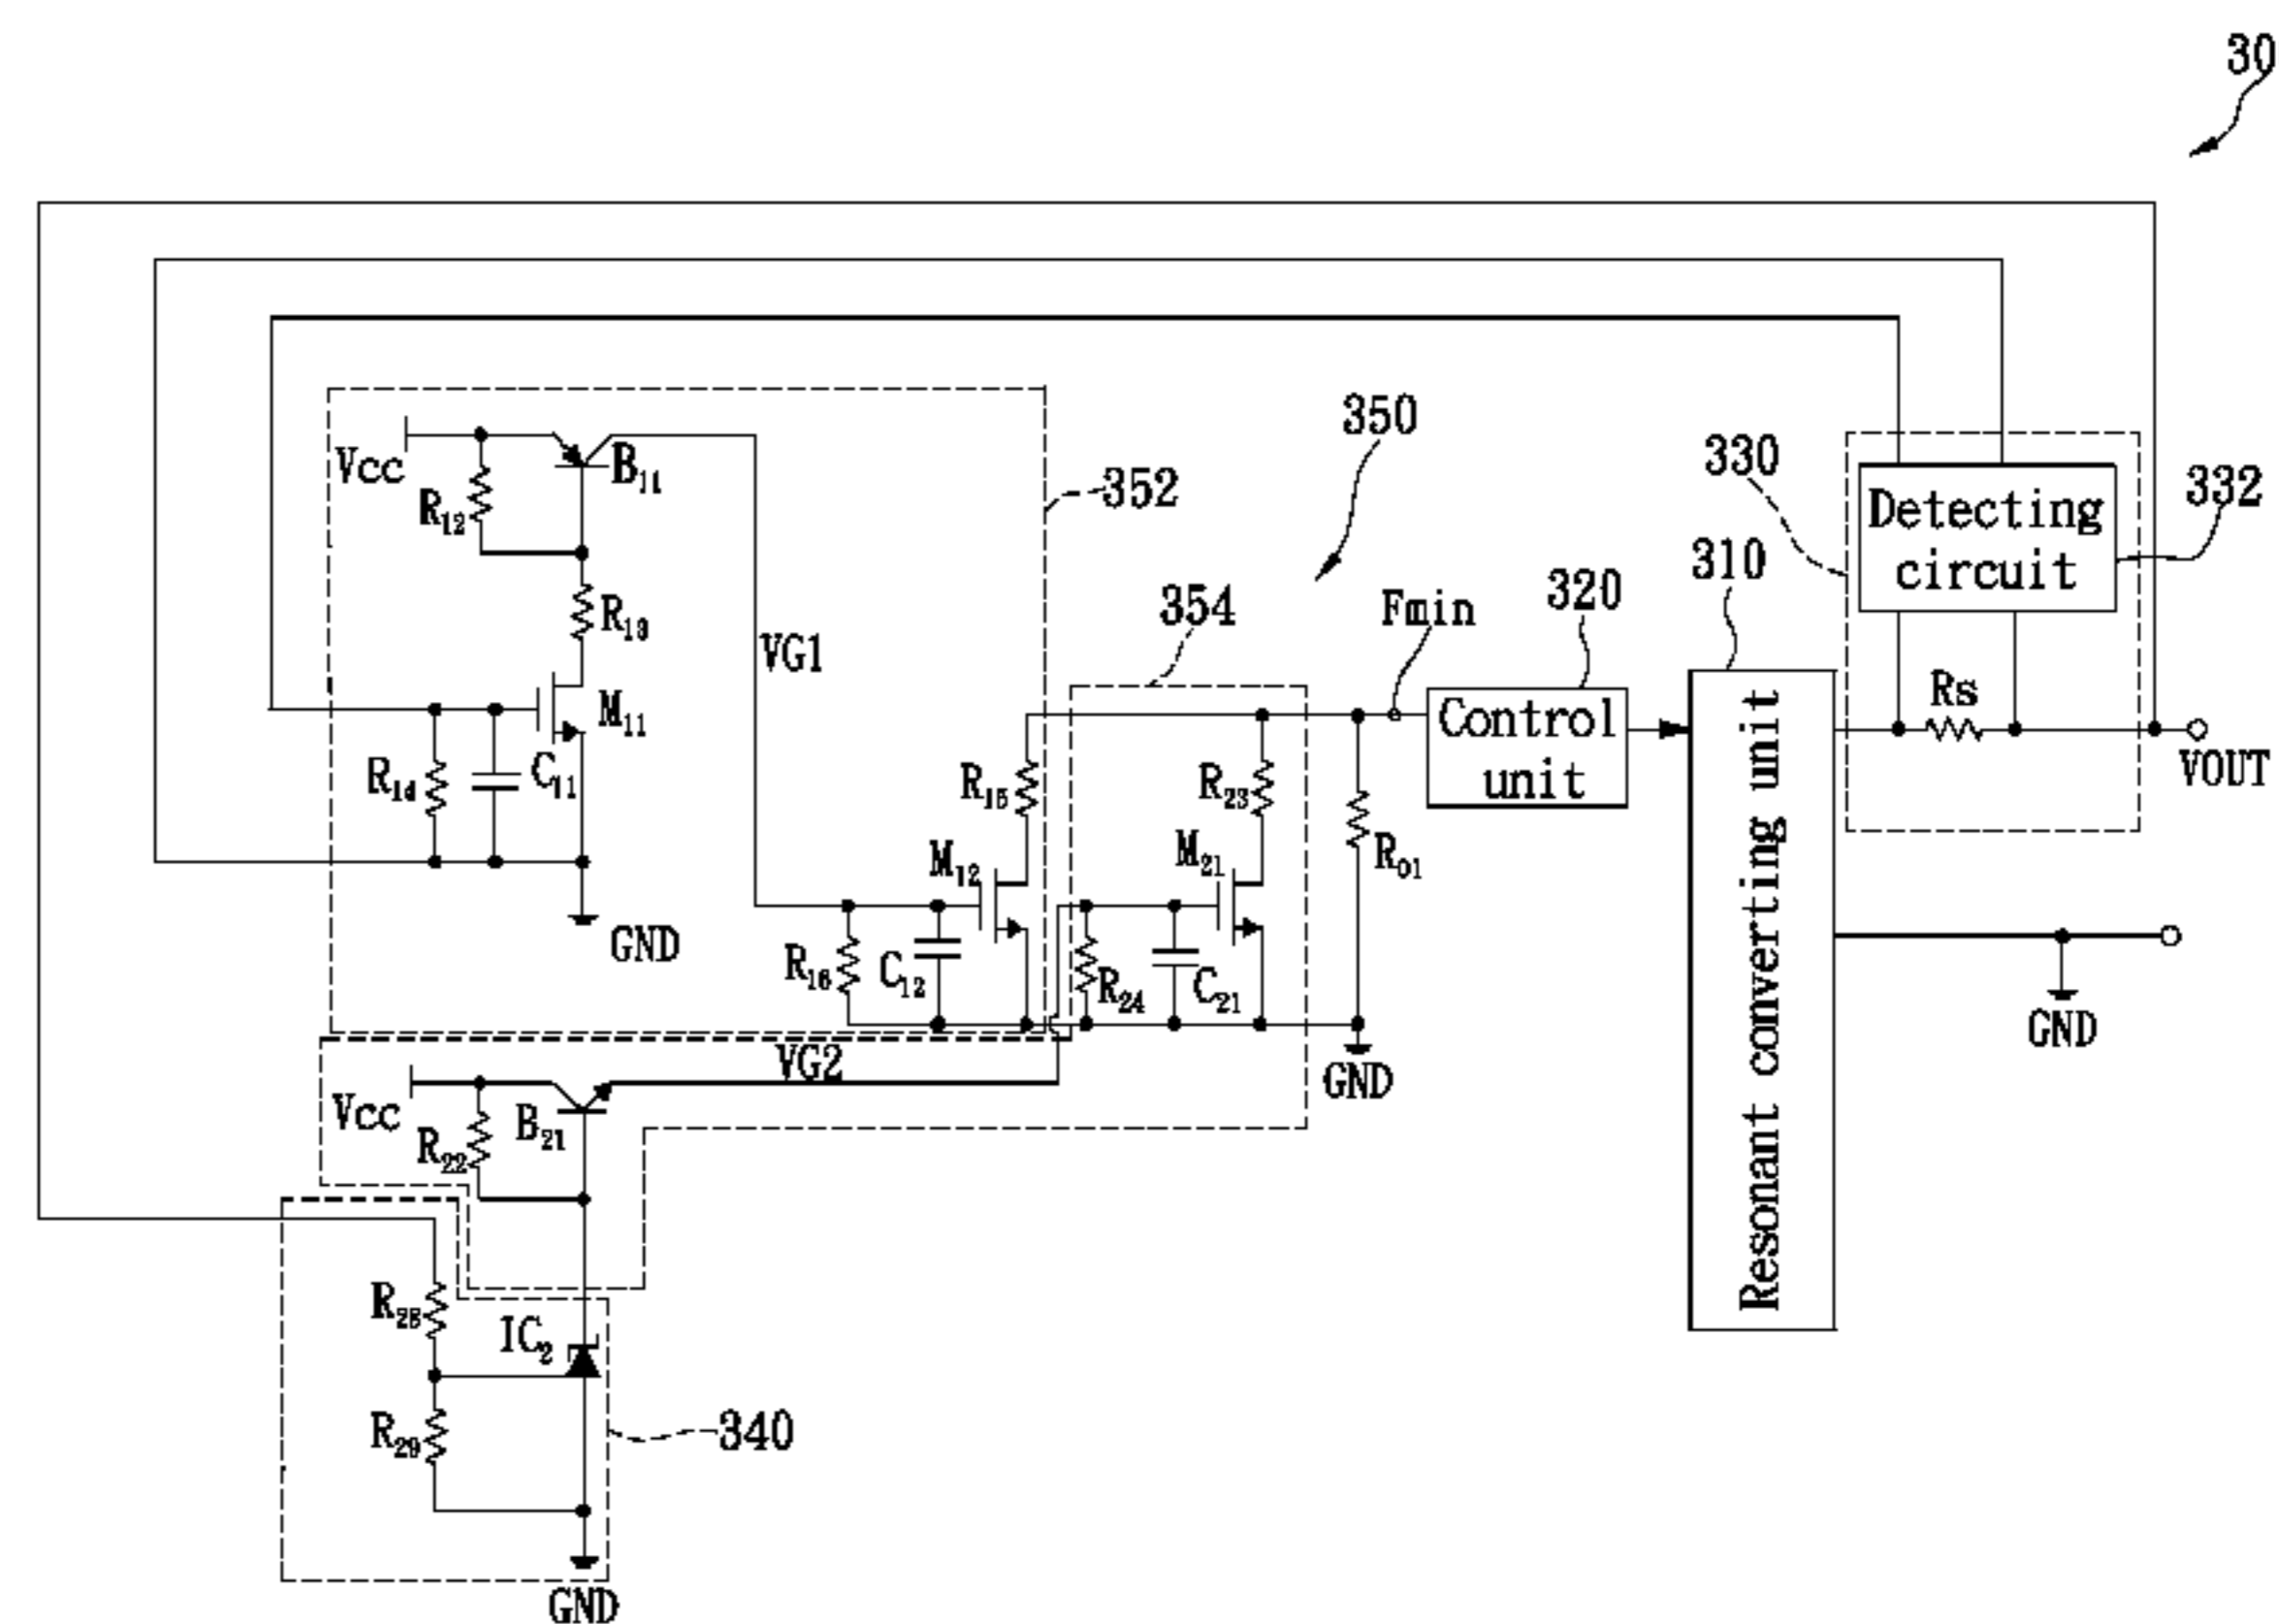 30
350
352
330
332
Detecting
circuit
VCC
B11
R12
R13
VG1
354
Fmin
320
310
M11
Control
unit
Rs
VOUT
R14
C11
R15
R23
M12
M21
R01
GND
R16
C12
R24
C21
Resonant converting unit
GND
VG2
GND
VCC
B21
R22
R28
IC2
R29
340
GND